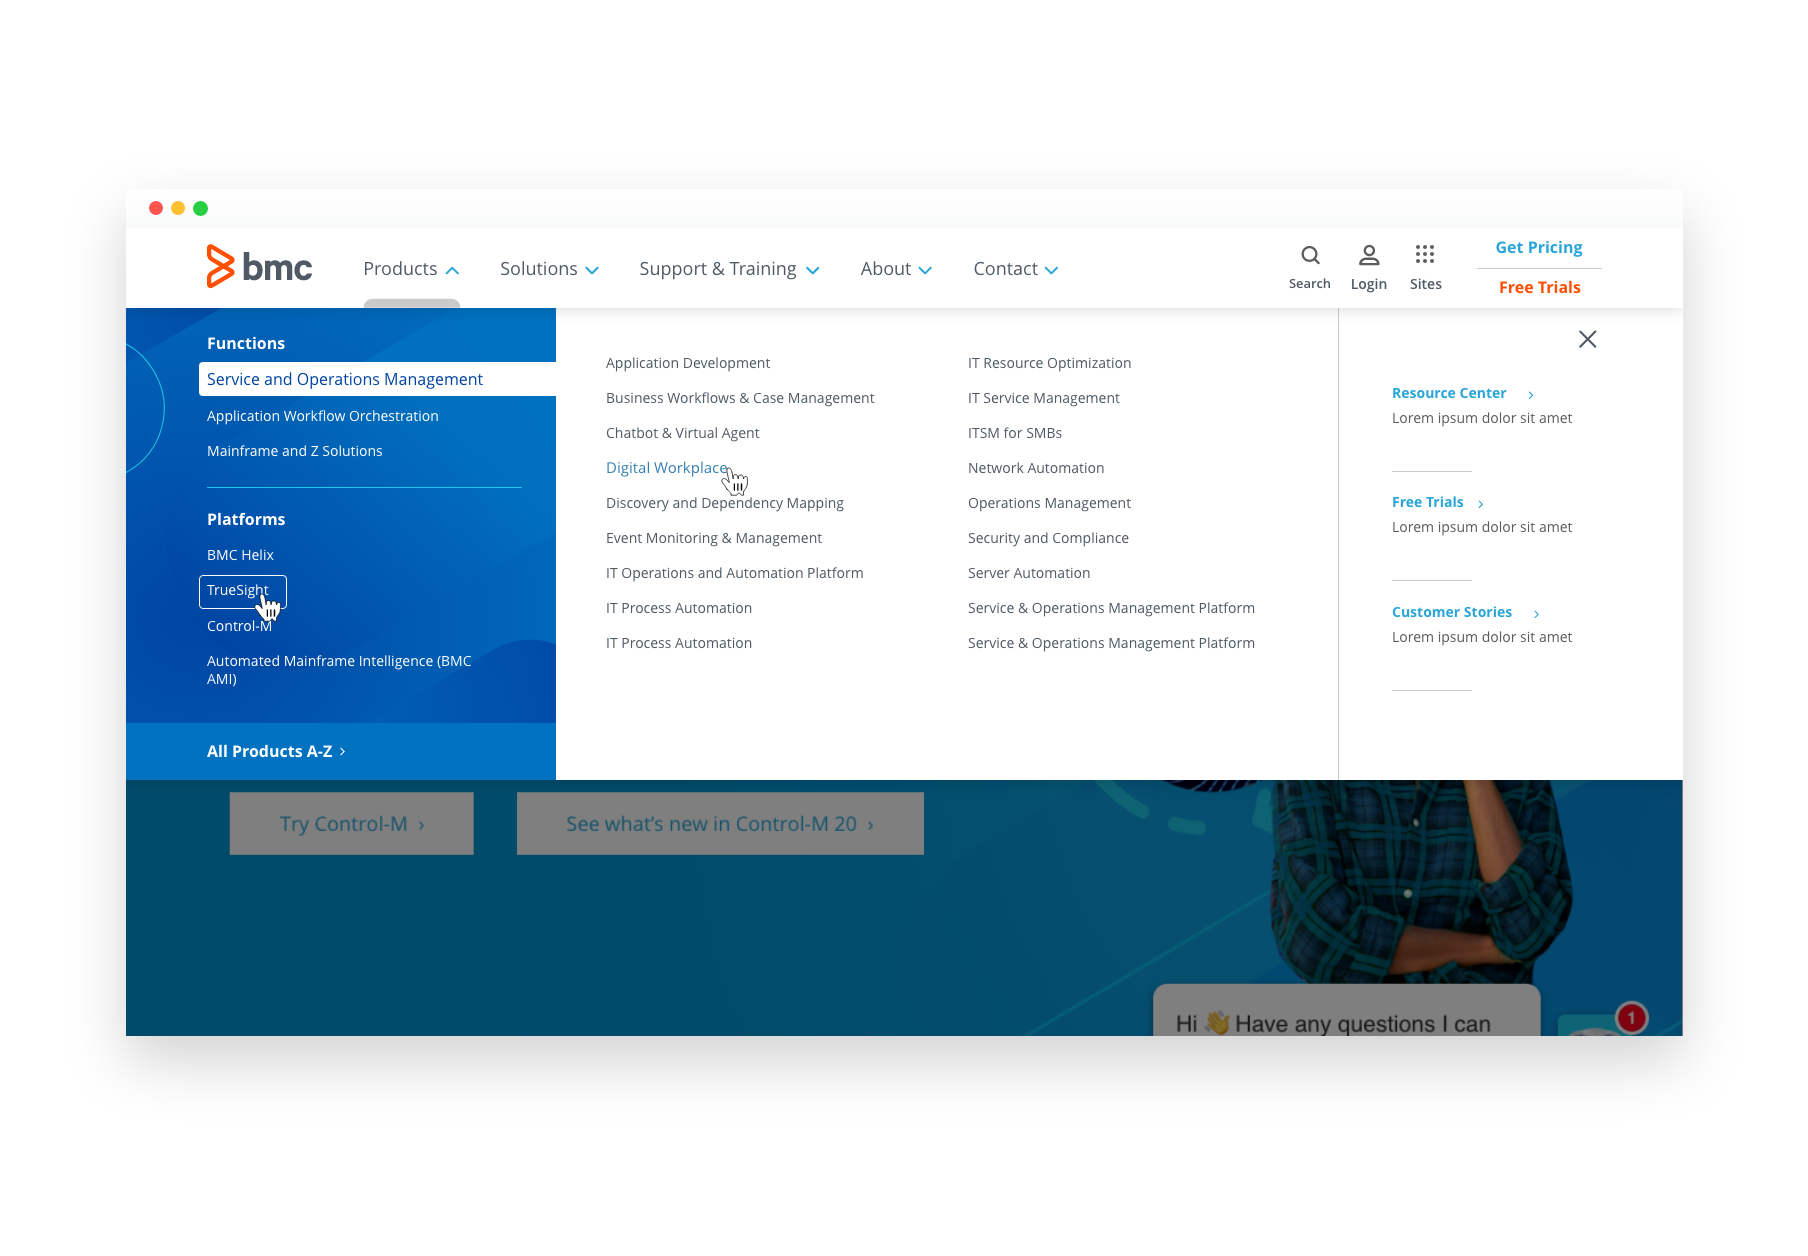 bmc
Products
Solutions
Support & Training
About
Contact
Search
Login
Sites
Get Pricing
Free Trials
Functions
Service and Operations Management
Application Workflow Orchestration
Mainframe and Z Solutions
Platforms
BMC Helix
TrueSight
Control-M
Automated Mainframe Intelligence (BMC
AMI)
All Products A-Z ›
Application Development
Business Workflows & Case Management
Chatbot & Virtual Agent
Digital Workplace
Discovery and Dependency Mapping
Event Monitoring & Management
IT Operations and Automation Platform
IT Process Automation
IT Process Automation
IT Resource Optimization
IT Service Management
ITSM for SMBs
Network Automation
Operations Management
Security and Compliance
Server Automation
Service & Operations Management Platform
Service & Operations Management Platform
Resource Center ›
Lorem ipsum dolor sit amet
Free Trials ›
Lorem ipsum dolor sit amet
Customer Stories ›
Lorem ipsum dolor sit amet
Try Control-M ›
See what's new in Control-M 20 ›
Hi 👋 Have any questions I can
1